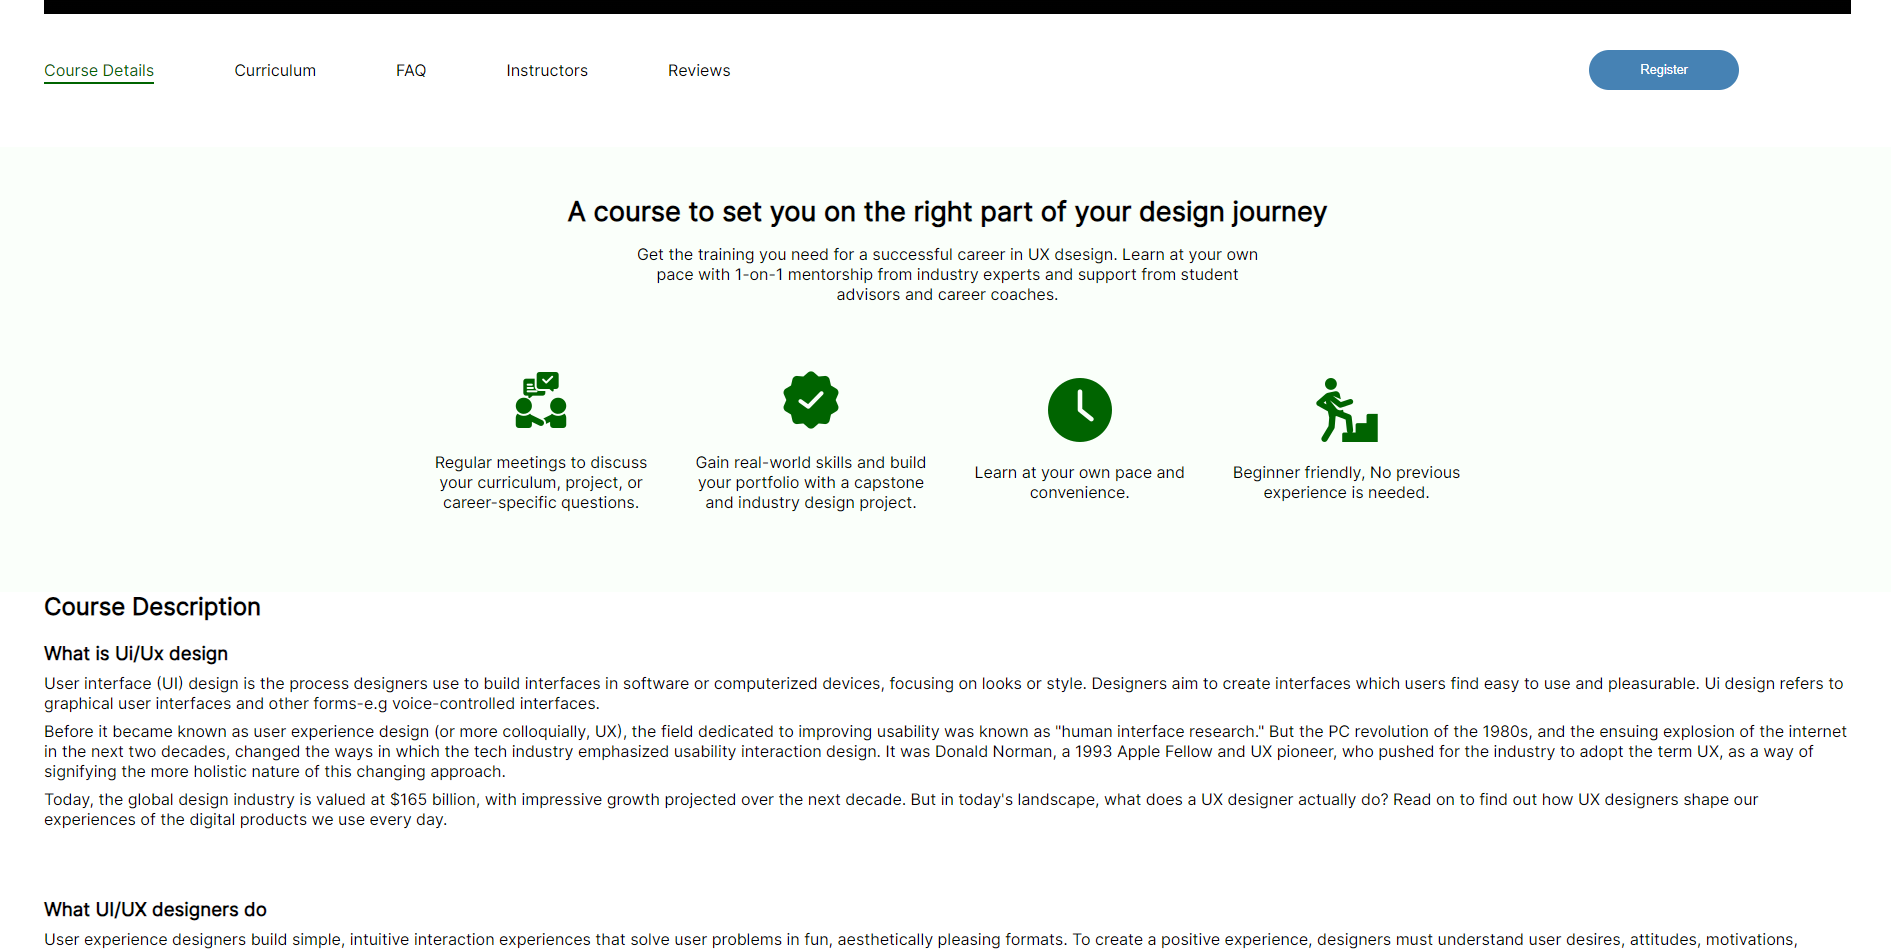 Course Details Curriculum FAQ Instructors Reviews Register
A course to set you on the right part of your design journey
Get the training you need for a successful career in UX dsesign. Learn at your own
pace with 1-on-1 mentorship from industry experts and support from student
advisors and career coaches.
Regular meetings to discuss
your curriculum, project, or
career-specific questions.
Gain real-world skills and build
your portfolio with a capstone
and industry design project.
Learn at your own pace and
convenience.
Beginner friendly, No previous
experience is needed.
Course Description
What is Ui/Ux design
User interface (UI) design is the process designers use to build interfaces in software or computerized devices, focusing on looks or style. Designers aim to create interfaces which users find easy to use and pleasurable. Ui design refers to
graphical user interfaces and other forms-e.g voice-controlled interfaces.
Before it became known as user experience design (or more colloquially, UX), the field dedicated to improving usability was known as "human interface research." But the PC revolution of the 1980s, and the ensuing explosion of the internet
in the next two decades, changed the ways in which the tech industry emphasized usability interaction design. It was Donald Norman, a 1993 Apple Fellow and UX pioneer, who pushed for the industry to adopt the term UX, as a way of
signifying the more holistic nature of this changing approach.
Today, the global design industry is valued at $165 billion, with impressive growth projected over the next decade. But in today's landscape, what does a UX designer actually do? Read on to find out how UX designers shape our
experiences of the digital products we use every day.
What UI/UX designers do
User experience designers build simple, intuitive interaction experiences that solve user problems in fun, aesthetically pleasing formats. To create a positive experience, designers must understand user desires, attitudes, motivations,